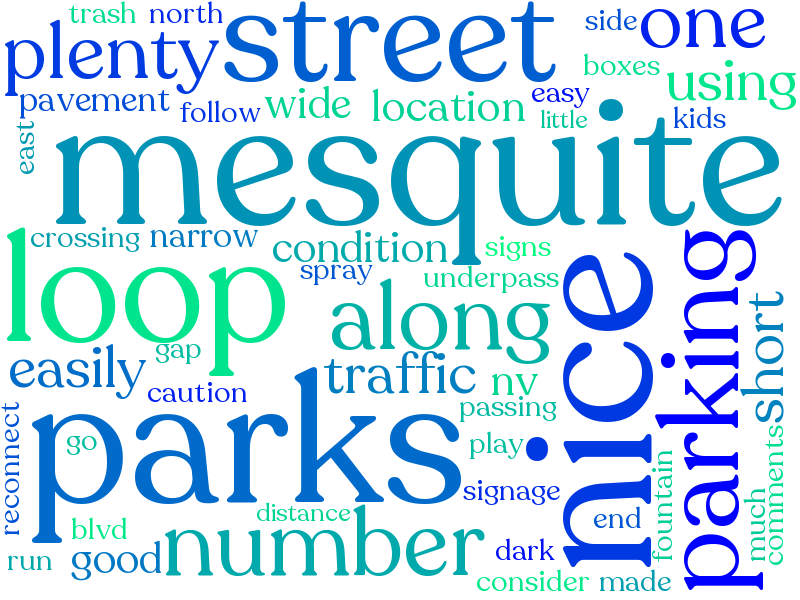 trash north street side one
plenty boxes using
pavement follow wide location easy
little kids
east mesquite
crossing narrow condition signs
loop spray underpass
nice parking
along
gap
easily caution traffic nv short
parks passing
go play
reconnect signage
comments
fountain
much
blvd distance end
run good number dark
consider made